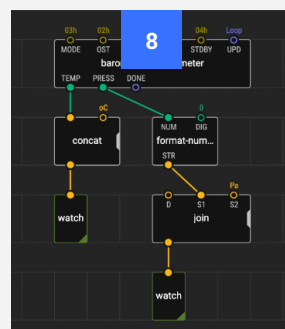 03h 02h 8 04h Loop
MODE OST STDBY UPD
baro meter
TEMP PRESS DONE
oC 0
NUM DIG
concat format-num...
STR
Pa
D S1 S2
watch join
watch